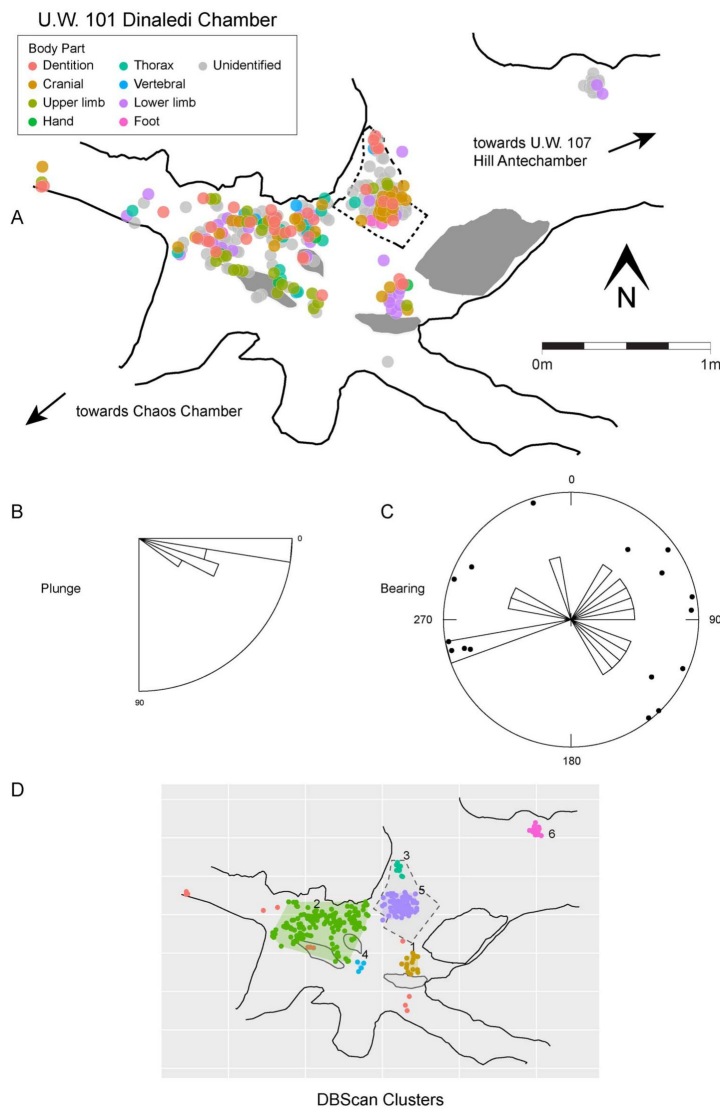 U.W. 101 Dinaledi Chamber
Body Part
Dentition Thorax Unidentified
Cranial Vertebral
Upper limb Lower limb
Hand Foot
towards U.W. 107
Hill Antechamber
A
N
0m 1m
towards Chaos Chamber
B
C
0
0
Plunge
Bearing
270
90
90
180
D
6
3
2
5
4
1
DBScan Clusters